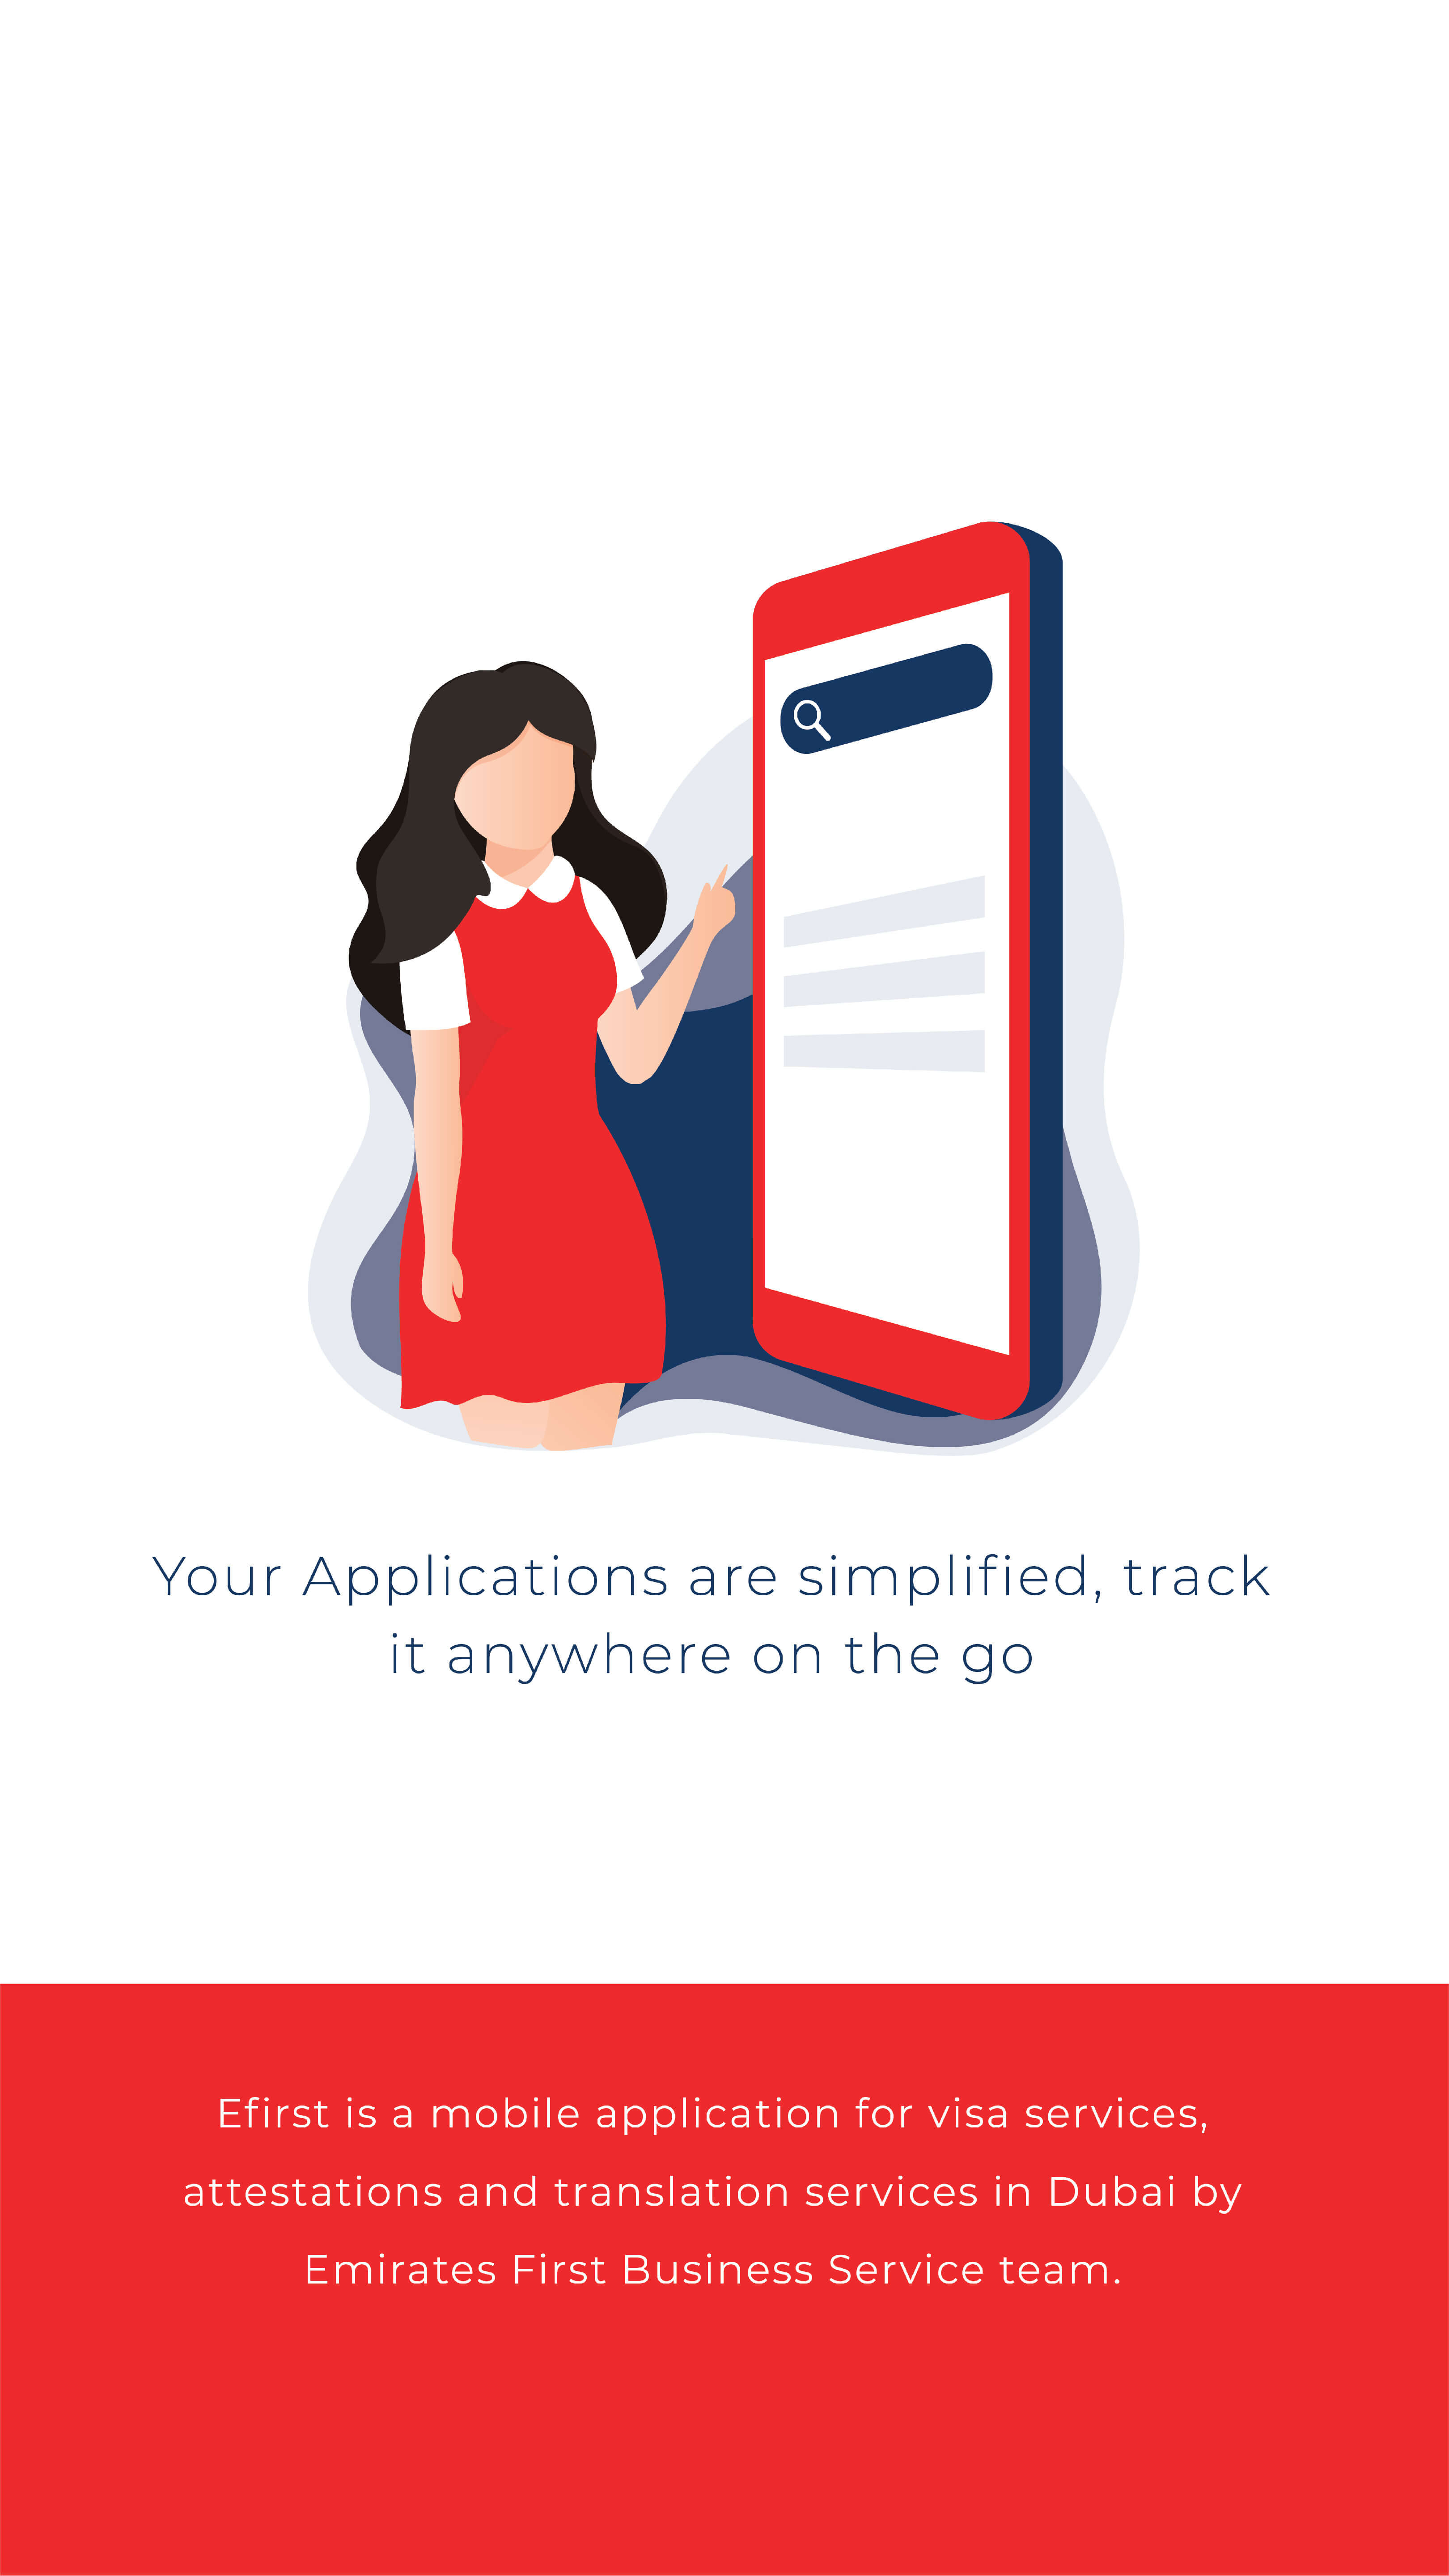 Your Applications are simplified, track
it anywhere on the go
Efirst is a mobile application for visa services,
attestations and translation services in Dubai by
Emirates First Business Service team.